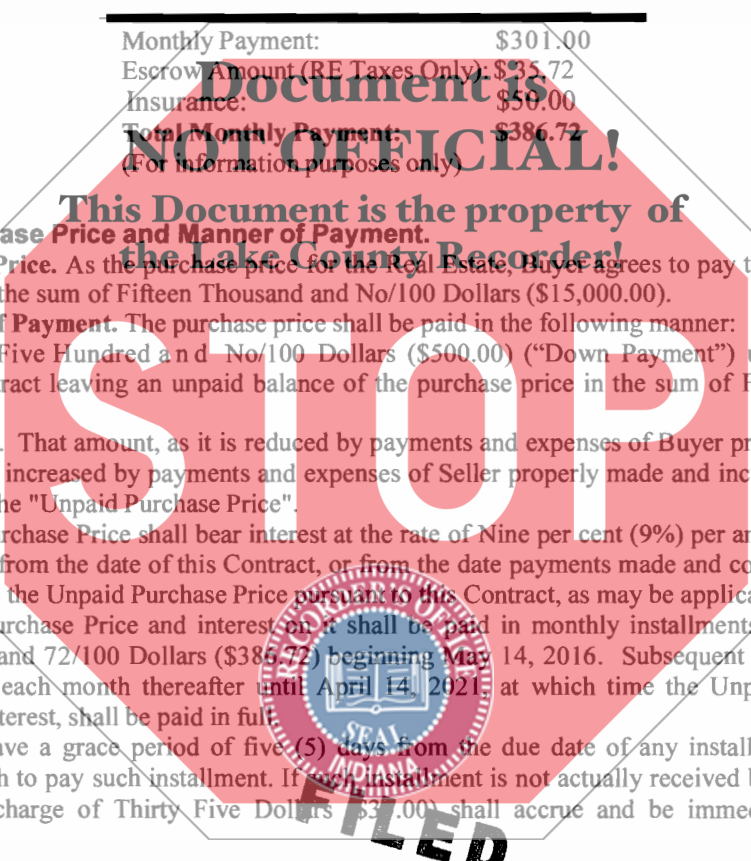 Monthly Payment: $301.00
Escrow Amount (RE Taxes Only): $35.72
Insurance: $50.00
Total Monthly Payment: $386.72
(For information purposes only)
Document is
NOT OFFICIAL!
This Document is the property of
the Lake County Recorder!
ase Price and Manner of Payment.
Price. As the purchase price for the Real Estate, Buyer agrees to pay t
the sum of Fifteen Thousand and No/100 Dollars ($15,000.00).
f Payment. The purchase price shall be paid in the following manner:
Five Hundred and No/100 Dollars ($500.00) (“Down Payment”) u
ract leaving an unpaid balance of the purchase price in the sum of F
. That amount, as it is reduced by payments and expenses of Buyer pr
increased by payments and expenses of Seller properly made and inc
he "Unpaid Purchase Price".
urchase Price shall bear interest at the rate of Nine per cent (9%) per an
from the date of this Contract, or from the date payments made and co
the Unpaid Purchase Price pursuant to this Contract, as may be applica
urchase Price and interest on it shall be paid in monthly installments
and 72/100 Dollars ($386.72) beginning May 14, 2016. Subsequent
each month thereafter until April 14, 2021, at which time the Unp
terest, shall be paid in full.
ave a grace period of five (5) days from the due date of any install
h to pay such installment. If such installment is not actually received b
charge of Thirty Five Dollars shall accrue and be immed
STOP
RECORDER'S OFFICE
SEAL
INDIANA
FILED